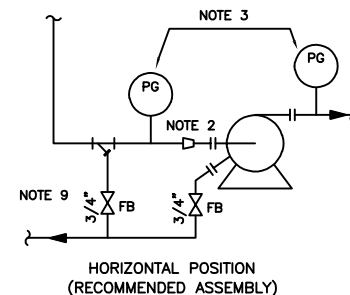 NOTE 3
PG
PG
NOTE 2
NOTE 9
3/4"
FB
3/4"
FB
HORIZONTAL POSITION
(RECOMMENDED ASSEMBLY)